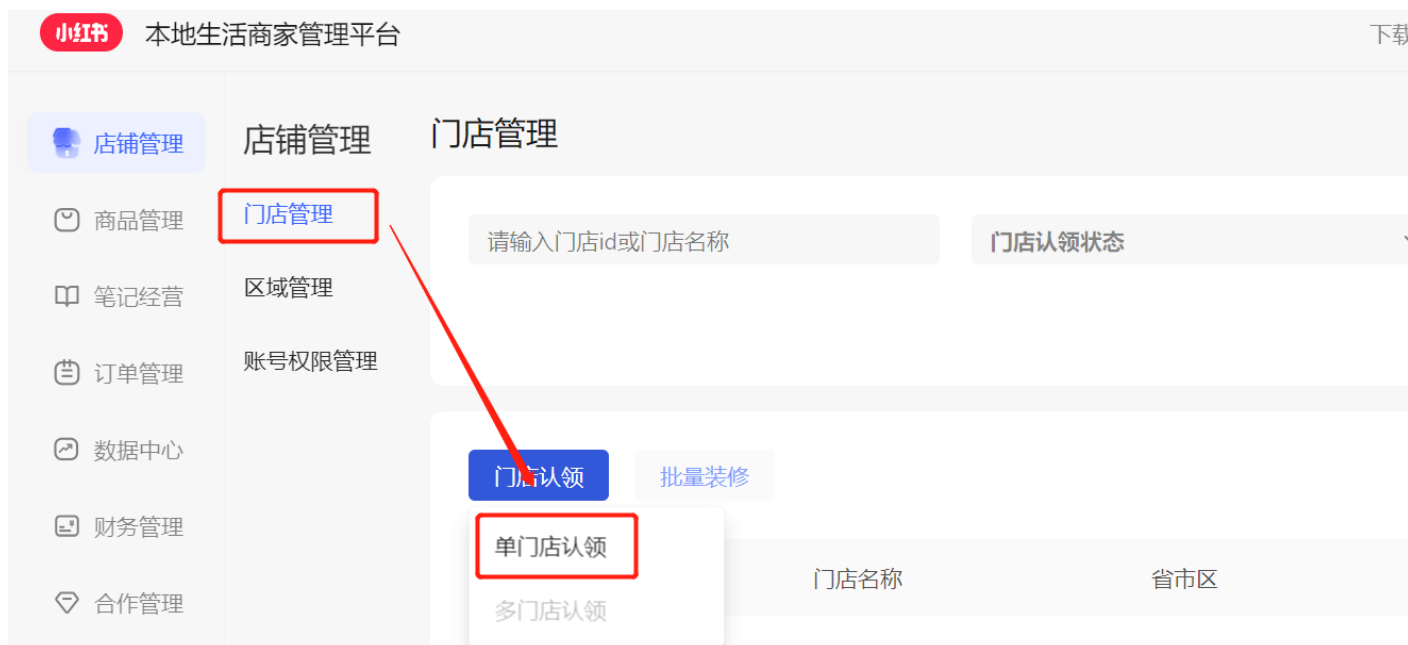 小红书 本地生活商家管理平台 下载
店铺管理
商品管理
笔记经营
订单管理
数据中心
财务管理
合作管理
店铺管理
门店管理
区域管理
账号权限管理
门店管理
请输入门店id或门店名称 门店认领状态
门店认领 批量装修
单门店认领
多门店认领
门店名称 省市区